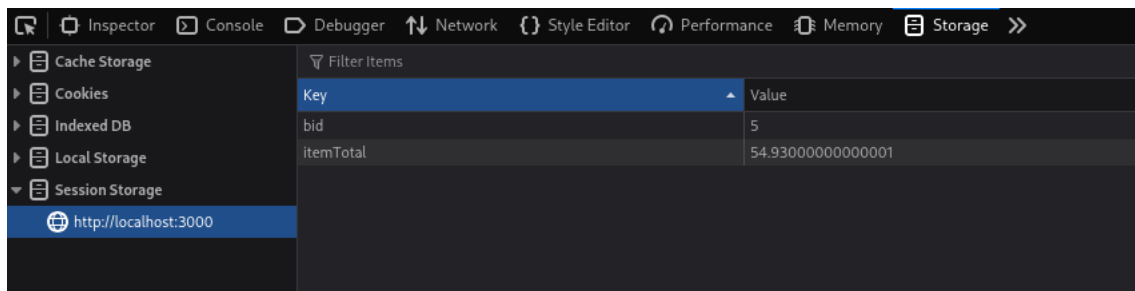 Inspector Console Debugger Network {} Style Editor Performance Memory Storage
Cache Storage
Filter Items
Cookies
Key Value
Indexed DB
bid 5
Local Storage
itemTotal 54.93000000000001
Session Storage
http://localhost:3000